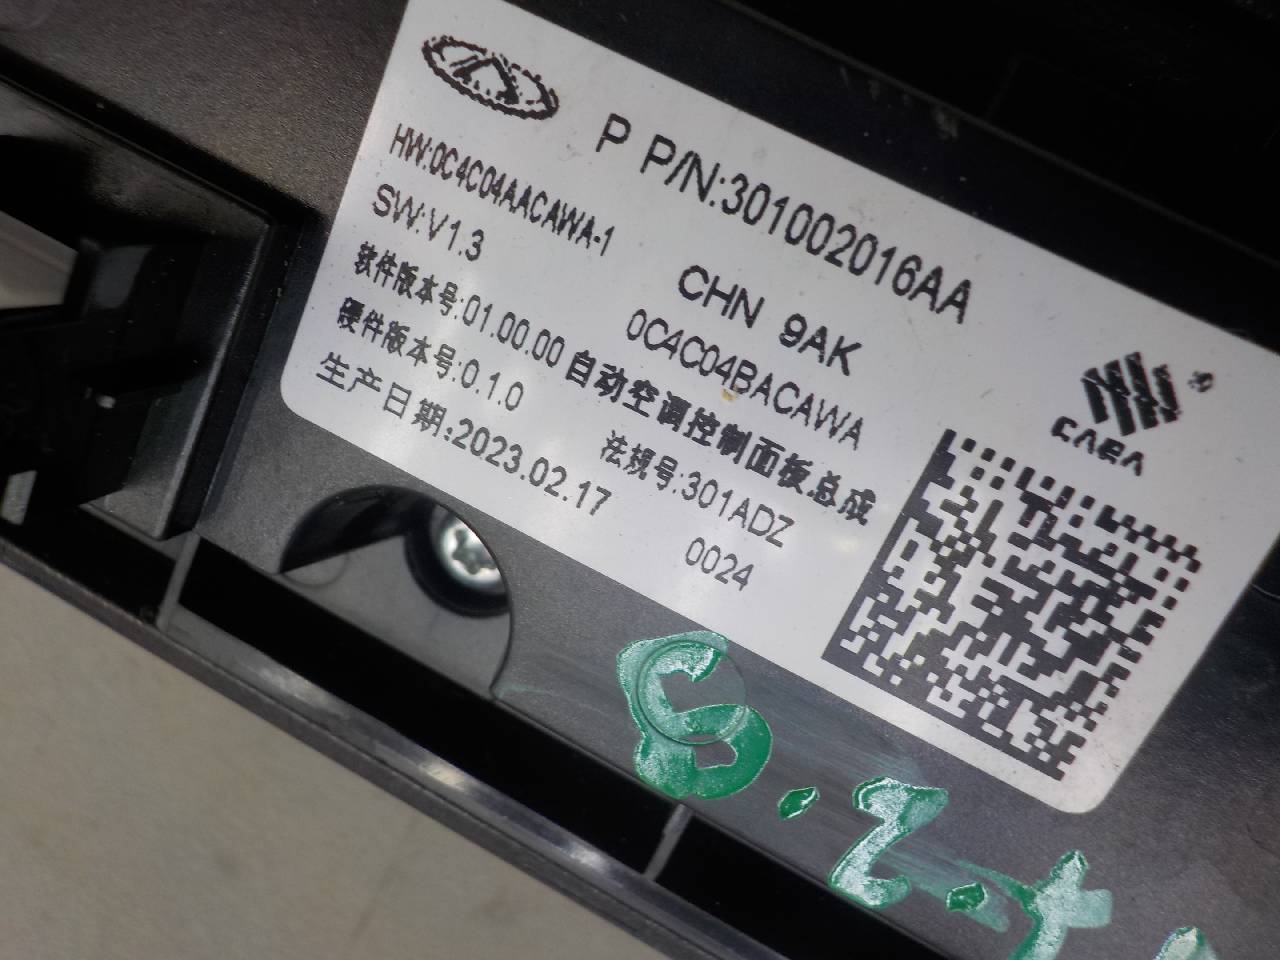 P P/N:301002016AA
HW:0C4C04AACAWA-1
SW:V1.3
CHN 9AK
软件版本号:01.00.00
0C4C04BACAWA
硬件版本号:0.1.0
自动空调控制面板总成
生产日期:2023.02.17
法规号:301ADZ
0024
CAEA